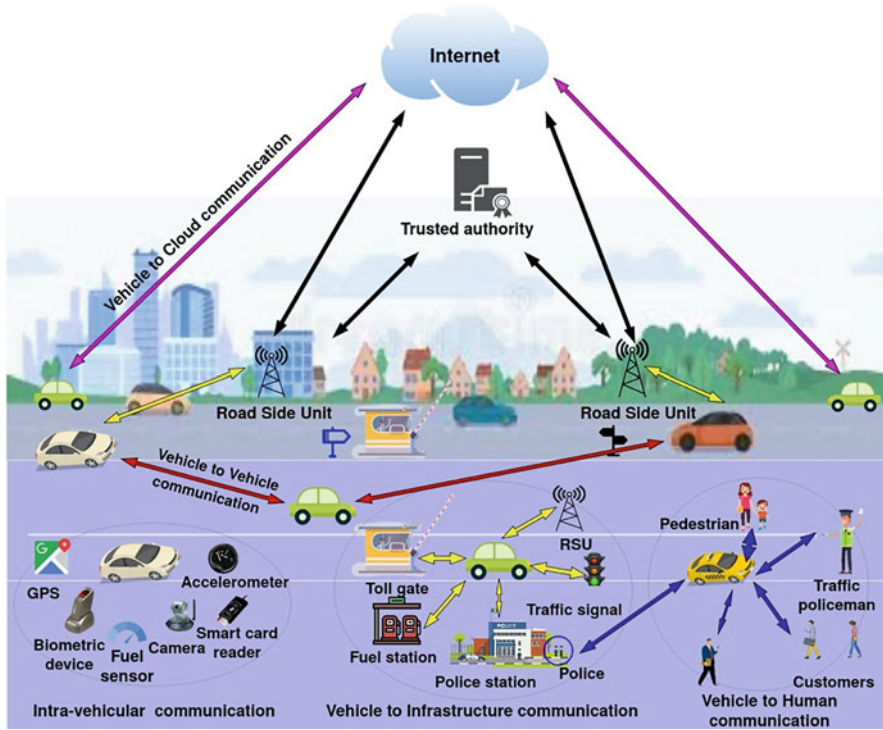 Internet
Vehicle to Cloud communication
Trusted authority
Road Side Unit
Road Side Unit
Vehicle to Vehicle
communication
Pedestrian
RSU
GPS
Accelerometer
Toll gate
Traffic
policeman
Traffic signal
Biometric
device
Fuel
sensor
Camera
Smart card
reader
Fuel station
Police station
Police
Customers
Intra-vehicular communication
Vehicle to Infrastructure communication
Vehicle to Human
communication